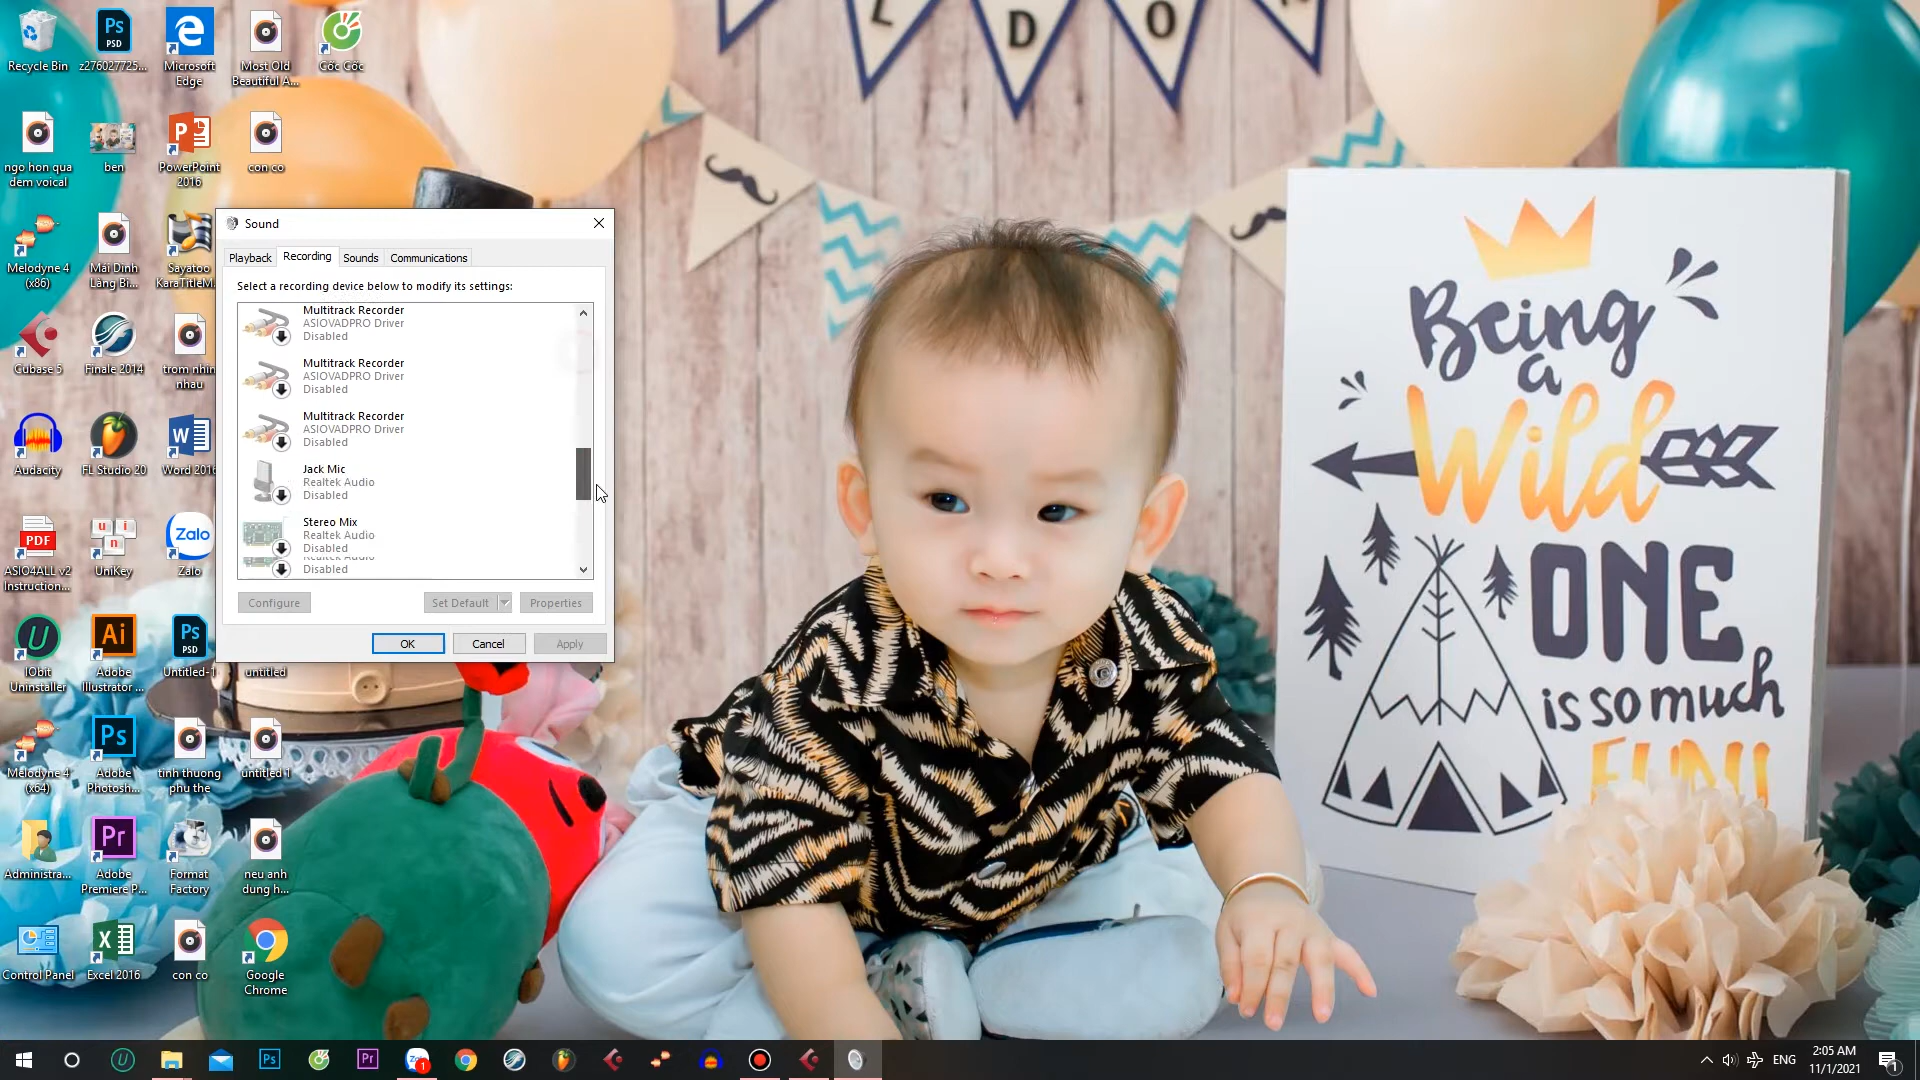 Recycle Bin
z276027725...
Microsoft
Edge
Most Old
Beautiful A...
Cốc Cốc
ngo hon qua
dem voical
ben
PowerPoint
2016
con co
Melodyne 4
(x86)
Mái Đình
Làng Bi...
Sayatoo
KaraTitleM...
Cubase 5
Finale 2014
trom nhin
nhau
Audacity
FL Studio 20
Word 2016
ASIO4ALL v2
Instruction...
UniKey
Zalo
IObit
Uninstaller
Adobe
Illustrator ...
Untitled-1
untitled
Melodyne 4
(x64)
Adobe
Photosh...
tinh thuong
phu the
untitled 1
Administra...
Adobe
Premiere P...
Format
Factory
neu anh
dung h...
Control Panel
Excel 2016
con co
Google
Chrome
Sound
Playback
Recording
Sounds
Communications
Select a recording device below to modify its settings:
Multitrack Recorder
ASIOVADPRO Driver
Disabled
Multitrack Recorder
ASIOVADPRO Driver
Disabled
Multitrack Recorder
ASIOVADPRO Driver
Disabled
Jack Mic
Realtek Audio
Disabled
Stereo Mix
Realtek Audio
Disabled
Realtek Audio
Disabled
Configure
Set Default
Properties
OK
Cancel
Apply
Being
a
Wild
ONE
is so much
FUN!
ENG
2:05 AM
11/1/2021